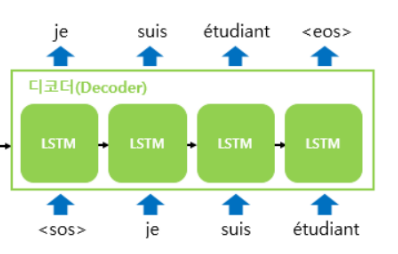 je suis étudiant <eos>
디코더(Decoder)
LSTM LSTM LSTM LSTM
<sos> je suis étudiant